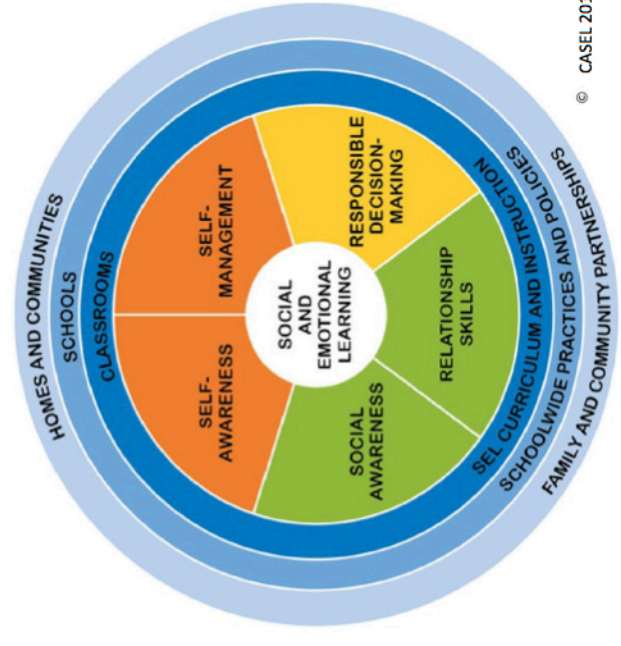 HOMES AND COMMUNITIES
SCHOOLS
CLASSROOMS
SELF-
AWARENESS
SELF-
MANAGEMENT
SOCIAL
AWARENESS
SOCIAL
AND
EMOTIONAL
LEARNING
RESPONSIBLE
DECISION-
MAKING
RELATIONSHIP
SKILLS
SEL CURRICULUM AND INSTRUCTION
SCHOOLWIDE PRACTICES AND POLICIES
FAMILY AND COMMUNITY PARTNERSHIPS
© CASEL